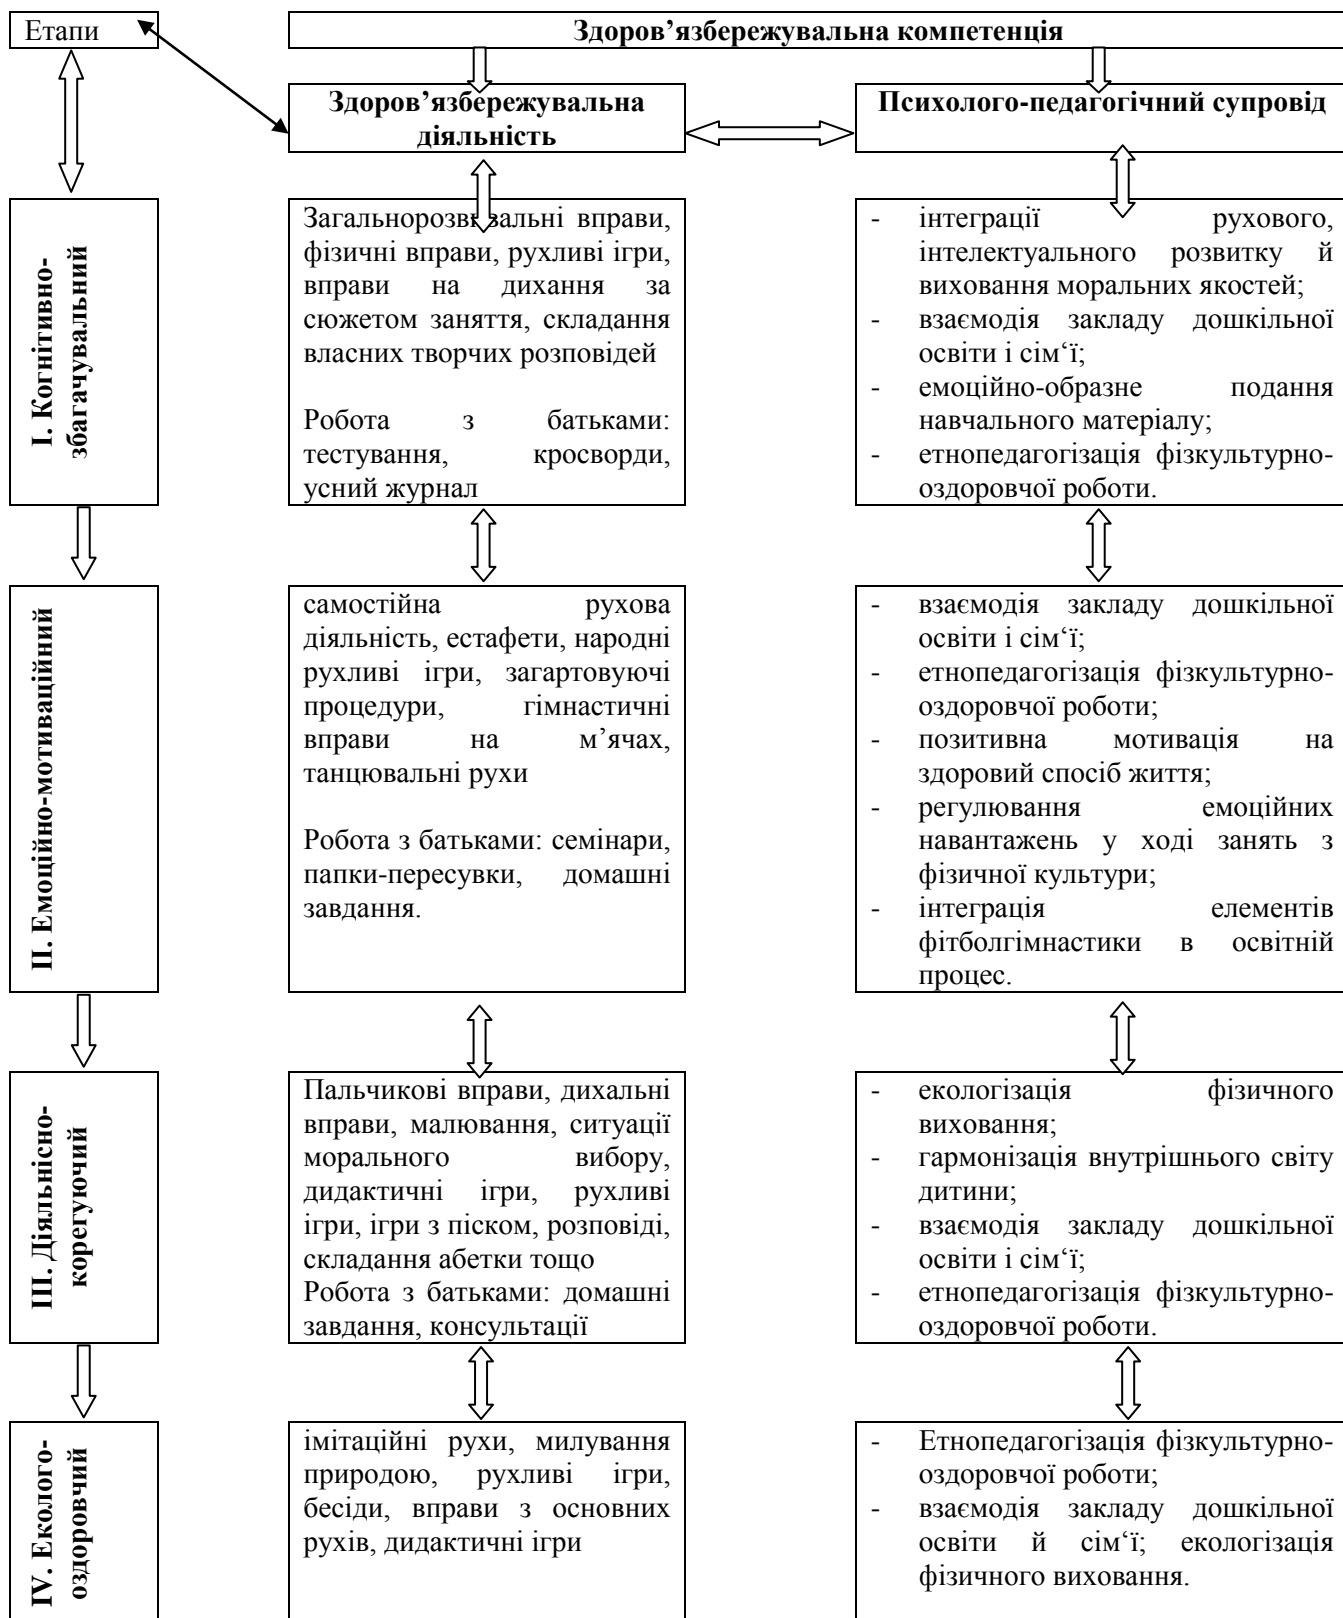 Етапи
Здоров’язбережувальна компетенція
Здоров’язбережувальна
діяльність
Психолого-педагогічний супровід
І. Когнітивно-
збагачувальний
Загальнорозвивальні вправи,
фізичні вправи, рухливі ігри,
вправи на дихання за
сюжетом заняття, складання
власних творчих розповідей
Робота з батьками:
тестування, кросворди,
усний журнал
- інтеграції рухового,
інтелектуального розвитку й
виховання моральних якостей;
- взаємодія закладу дошкільної
освіти і сім‘ї;
- емоційно-образне подання
навчального матеріалу;
- етнопедагогізація фізкультурно-
оздоровчої роботи.
ІІ. Емоційно-мотиваційний
самостійна рухова
діяльність, естафети, народні
рухливі ігри, загартовуючі
процедури, гімнастичні
вправи на м’ячах,
танцювальні рухи
Робота з батьками: семінари,
папки-пересувки, домашні
завдання.
- взаємодія закладу дошкільної
освіти і сім‘ї;
- етнопедагогізація фізкультурно-
оздоровчої роботи;
- позитивна мотивація на
здоровий спосіб життя;
- регулювання емоційних
навантажень у ході занять з
фізичної культури;
- інтеграція елементів
фітболгімнастики в освітній
процес.
ІІІ. Діяльнісно-
корегуючий
Пальчикові вправи, дихальні
вправи, малювання, ситуації
морального вибору,
дидактичні ігри, рухливі
ігри, ігри з піском, розповіді,
складання абетки тощо
Робота з батьками: домашні
завдання, консультації
- екологізація фізичного
виховання;
- гармонізація внутрішнього світу
дитини;
- взаємодія закладу дошкільної
освіти і сім‘ї;
- етнопедагогізація фізкультурно-
оздоровчої роботи.
IV. Еколого-
оздоровчий
імітаційні рухи, милування
природою, рухливі ігри,
бесіди, вправи з основних
рухів, дидактичні ігри
- Етнопедагогізація фізкультурно-
оздоровчої роботи;
- взаємодія закладу дошкільної
освіти й сім‘ї; екологізація
фізичного виховання.